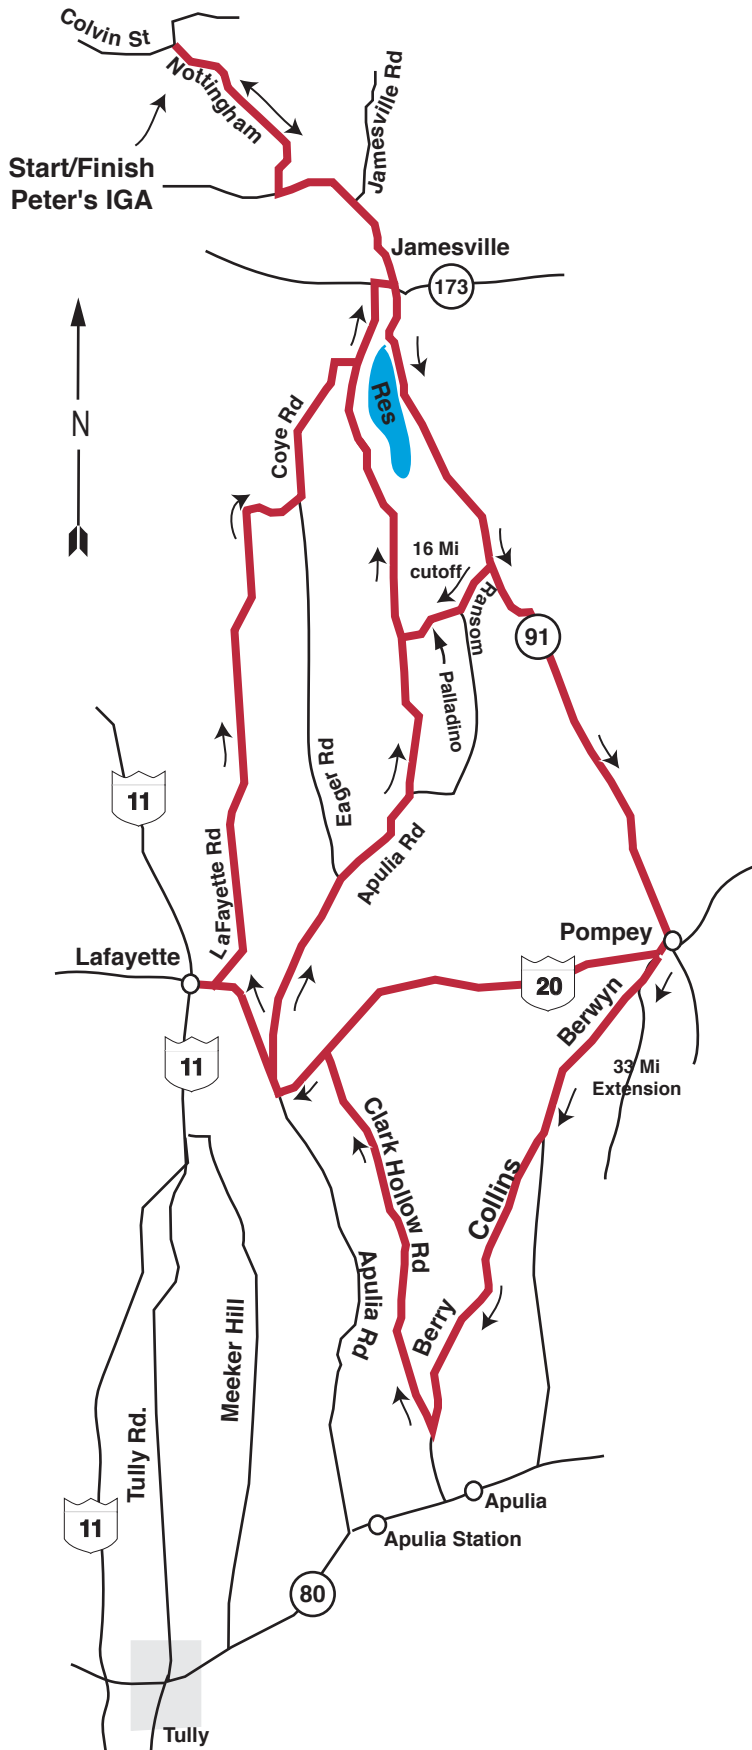 Colvin St
Nottingham
Jamesville Rd
Start/Finish
Peter's IGA
Jamesville
173
N
Res
Coye Rd
16 Mi
cutoff
Ransom
91
Palladino
Eager Rd
11
Apulia Rd
LaFayette Rd
Pompey
Lafayette
20
Berwyn
11
33 Mi
Extension
Clark Hollow Rd
Collins
Apulia Rd
Berry
Meeker Hill
Tully Rd.
Apulia
11
Apulia Station
80
Tully